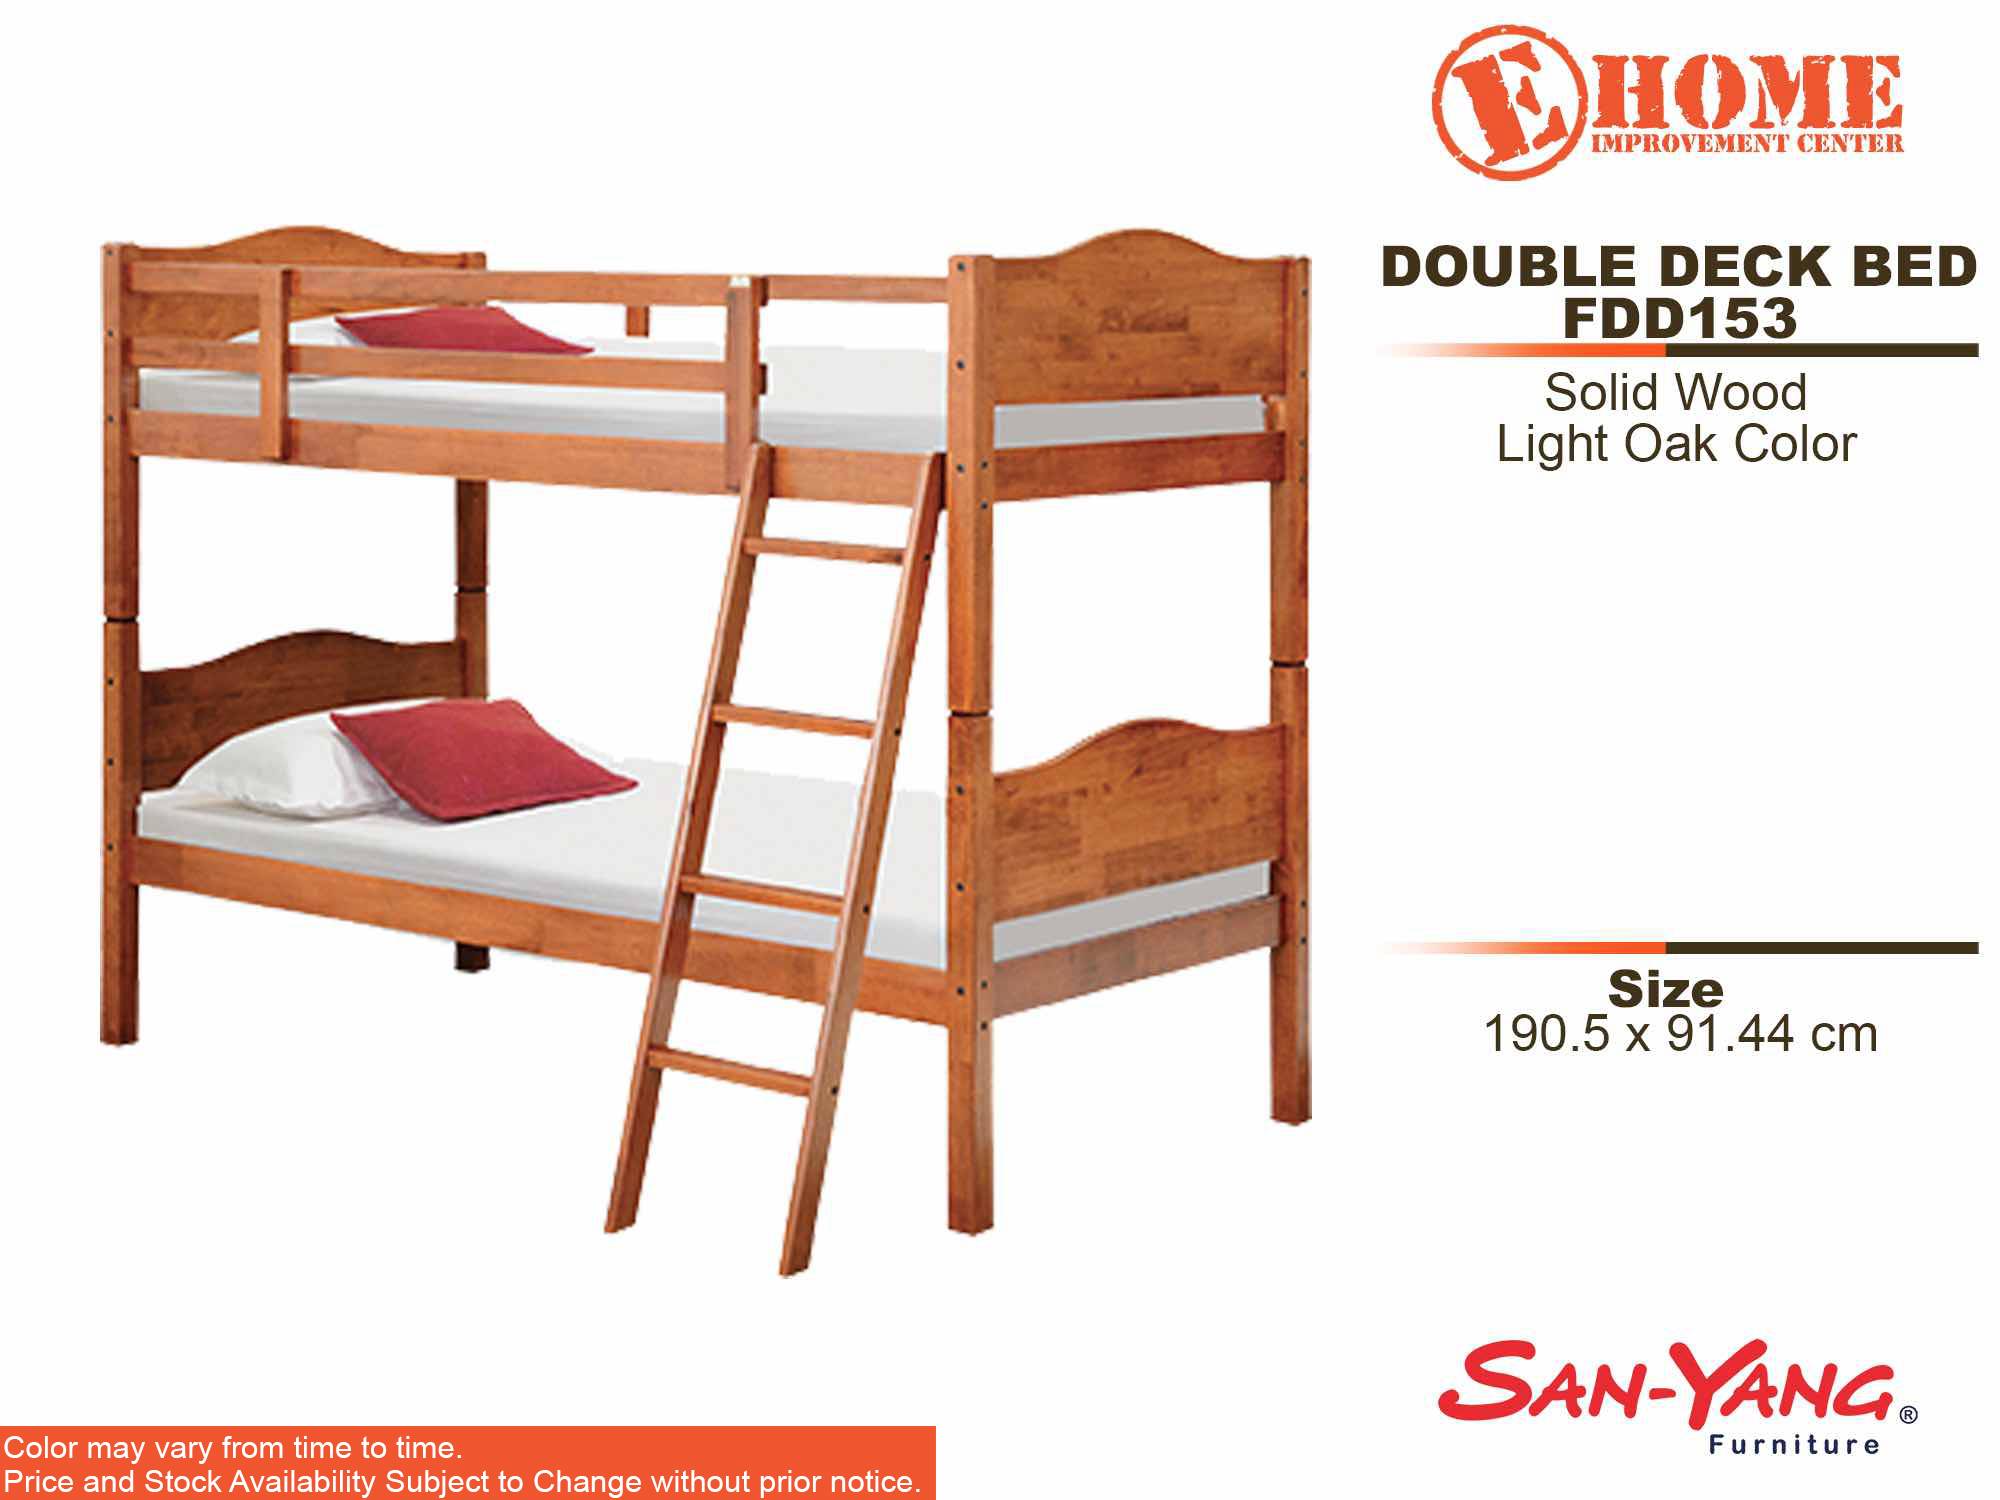 E HOME
IMPROVEMENT CENTER
DOUBLE DECK BED
FDD153
Solid Wood
Light Oak Color
Size
190.5 x 91.44 cm
SAN-YANG®
Furniture
Color may vary from time to time.
Price and Stock Availability Subject to Change without prior notice.